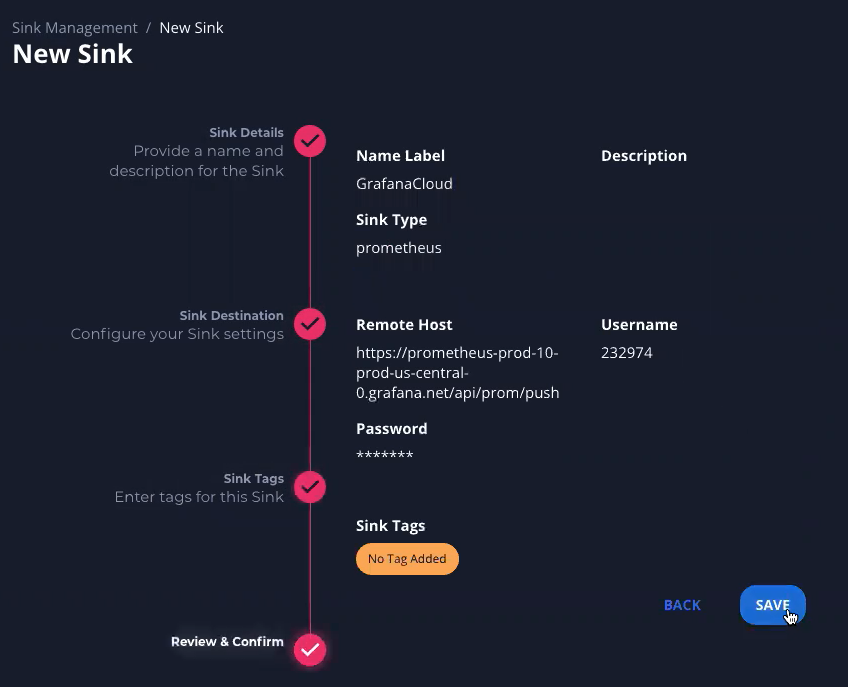 Sink Management / New Sink
New Sink
Sink Details
Provide a name and
description for the Sink
Name Label
Description
GrafanaCloud
Sink Type
prometheus
Sink Destination
Configure your Sink settings
Remote Host
Username
https://prometheus-prod-10-
prod-us-central-
0.grafana.net/api/prom/push
232974
Password
*******
Sink Tags
Enter tags for this Sink
Sink Tags
No Tag Added
BACK
SAVE
Review & Confirm